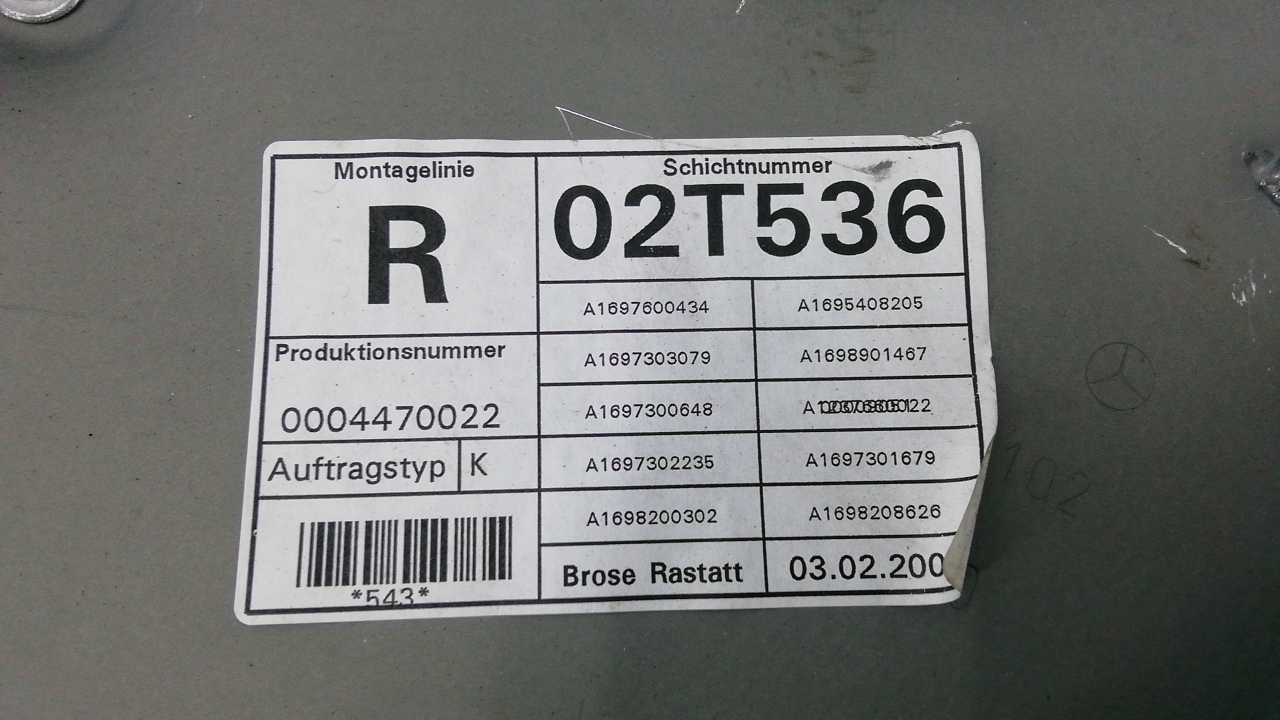 Montagelinie
R
Schichtnummer
02T536
A1697600434 A1695408205
A1697303079 A1698901467
Produktionsnummer
0004470022
A1697300648
Auftragstyp K
A1697302235 A1697301679
A1698200302 A1698208626
*543*
Brose Rastatt 03.02.200
102